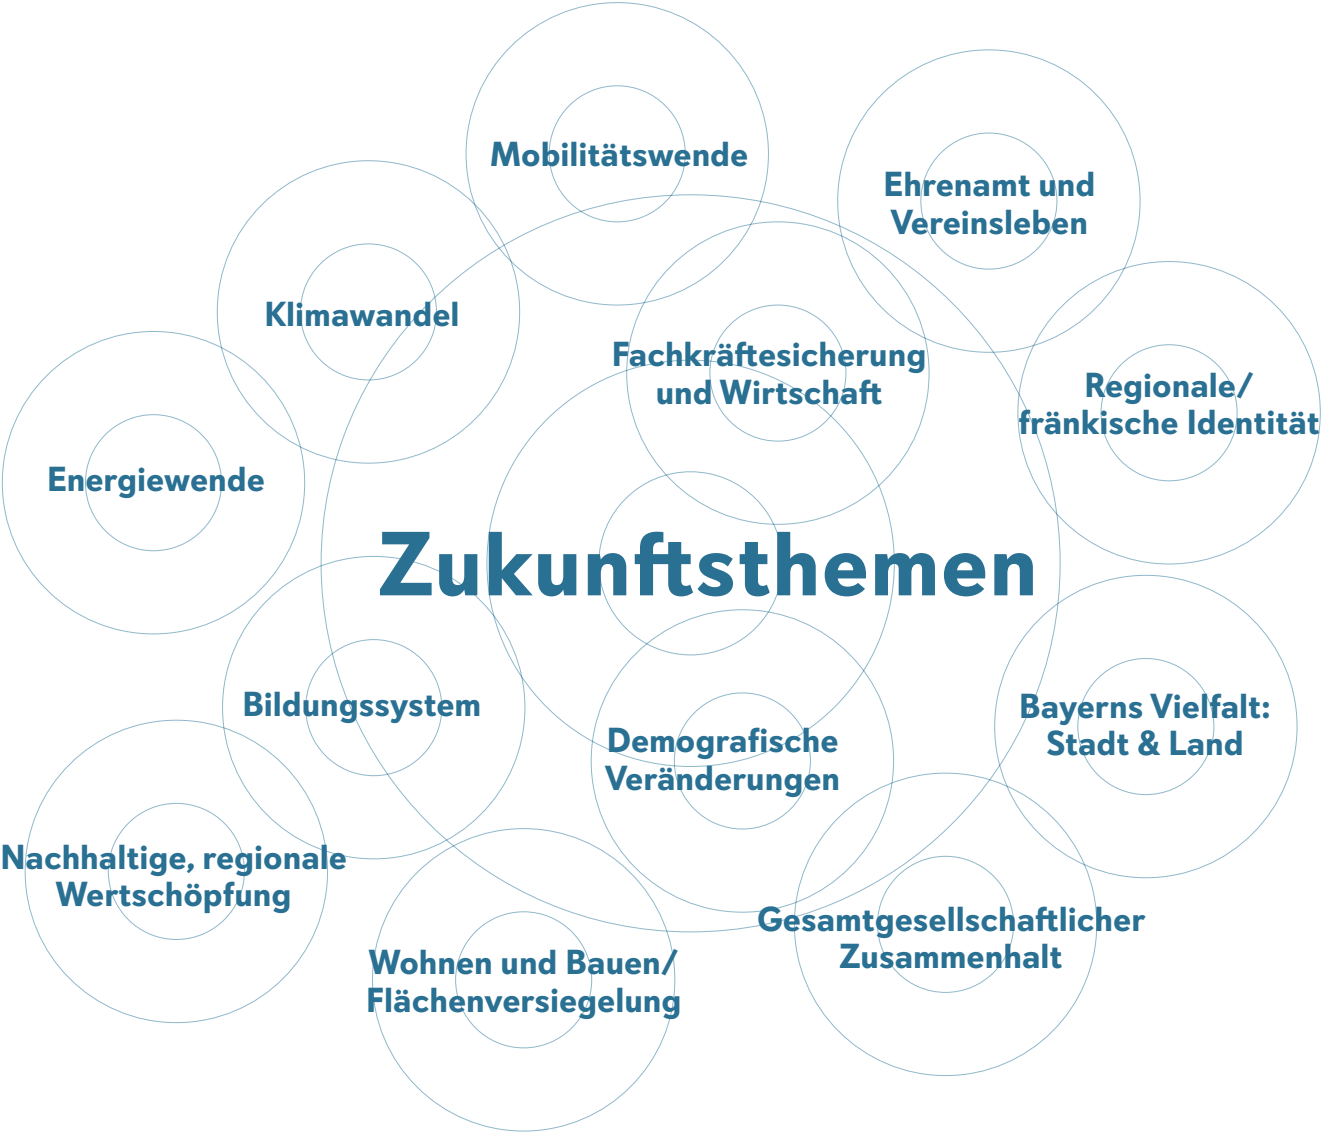 Mobilitätswende
Ehrenamt und
Vereinsleben
Klimawandel
Fachkräftesicherung
und Wirtschaft
Regionale/
fränkische Identität
Energiewende
Zukunftsthemen
Bildungssystem
Demografische
Veränderungen
Bayerns Vielfalt:
Stadt & Land
Nachhaltige, regionale
Wertschöpfung
Gesamtgesellschaftlicher
Zusammenhalt
Wohnen und Bauen/
Flächenversiegelung